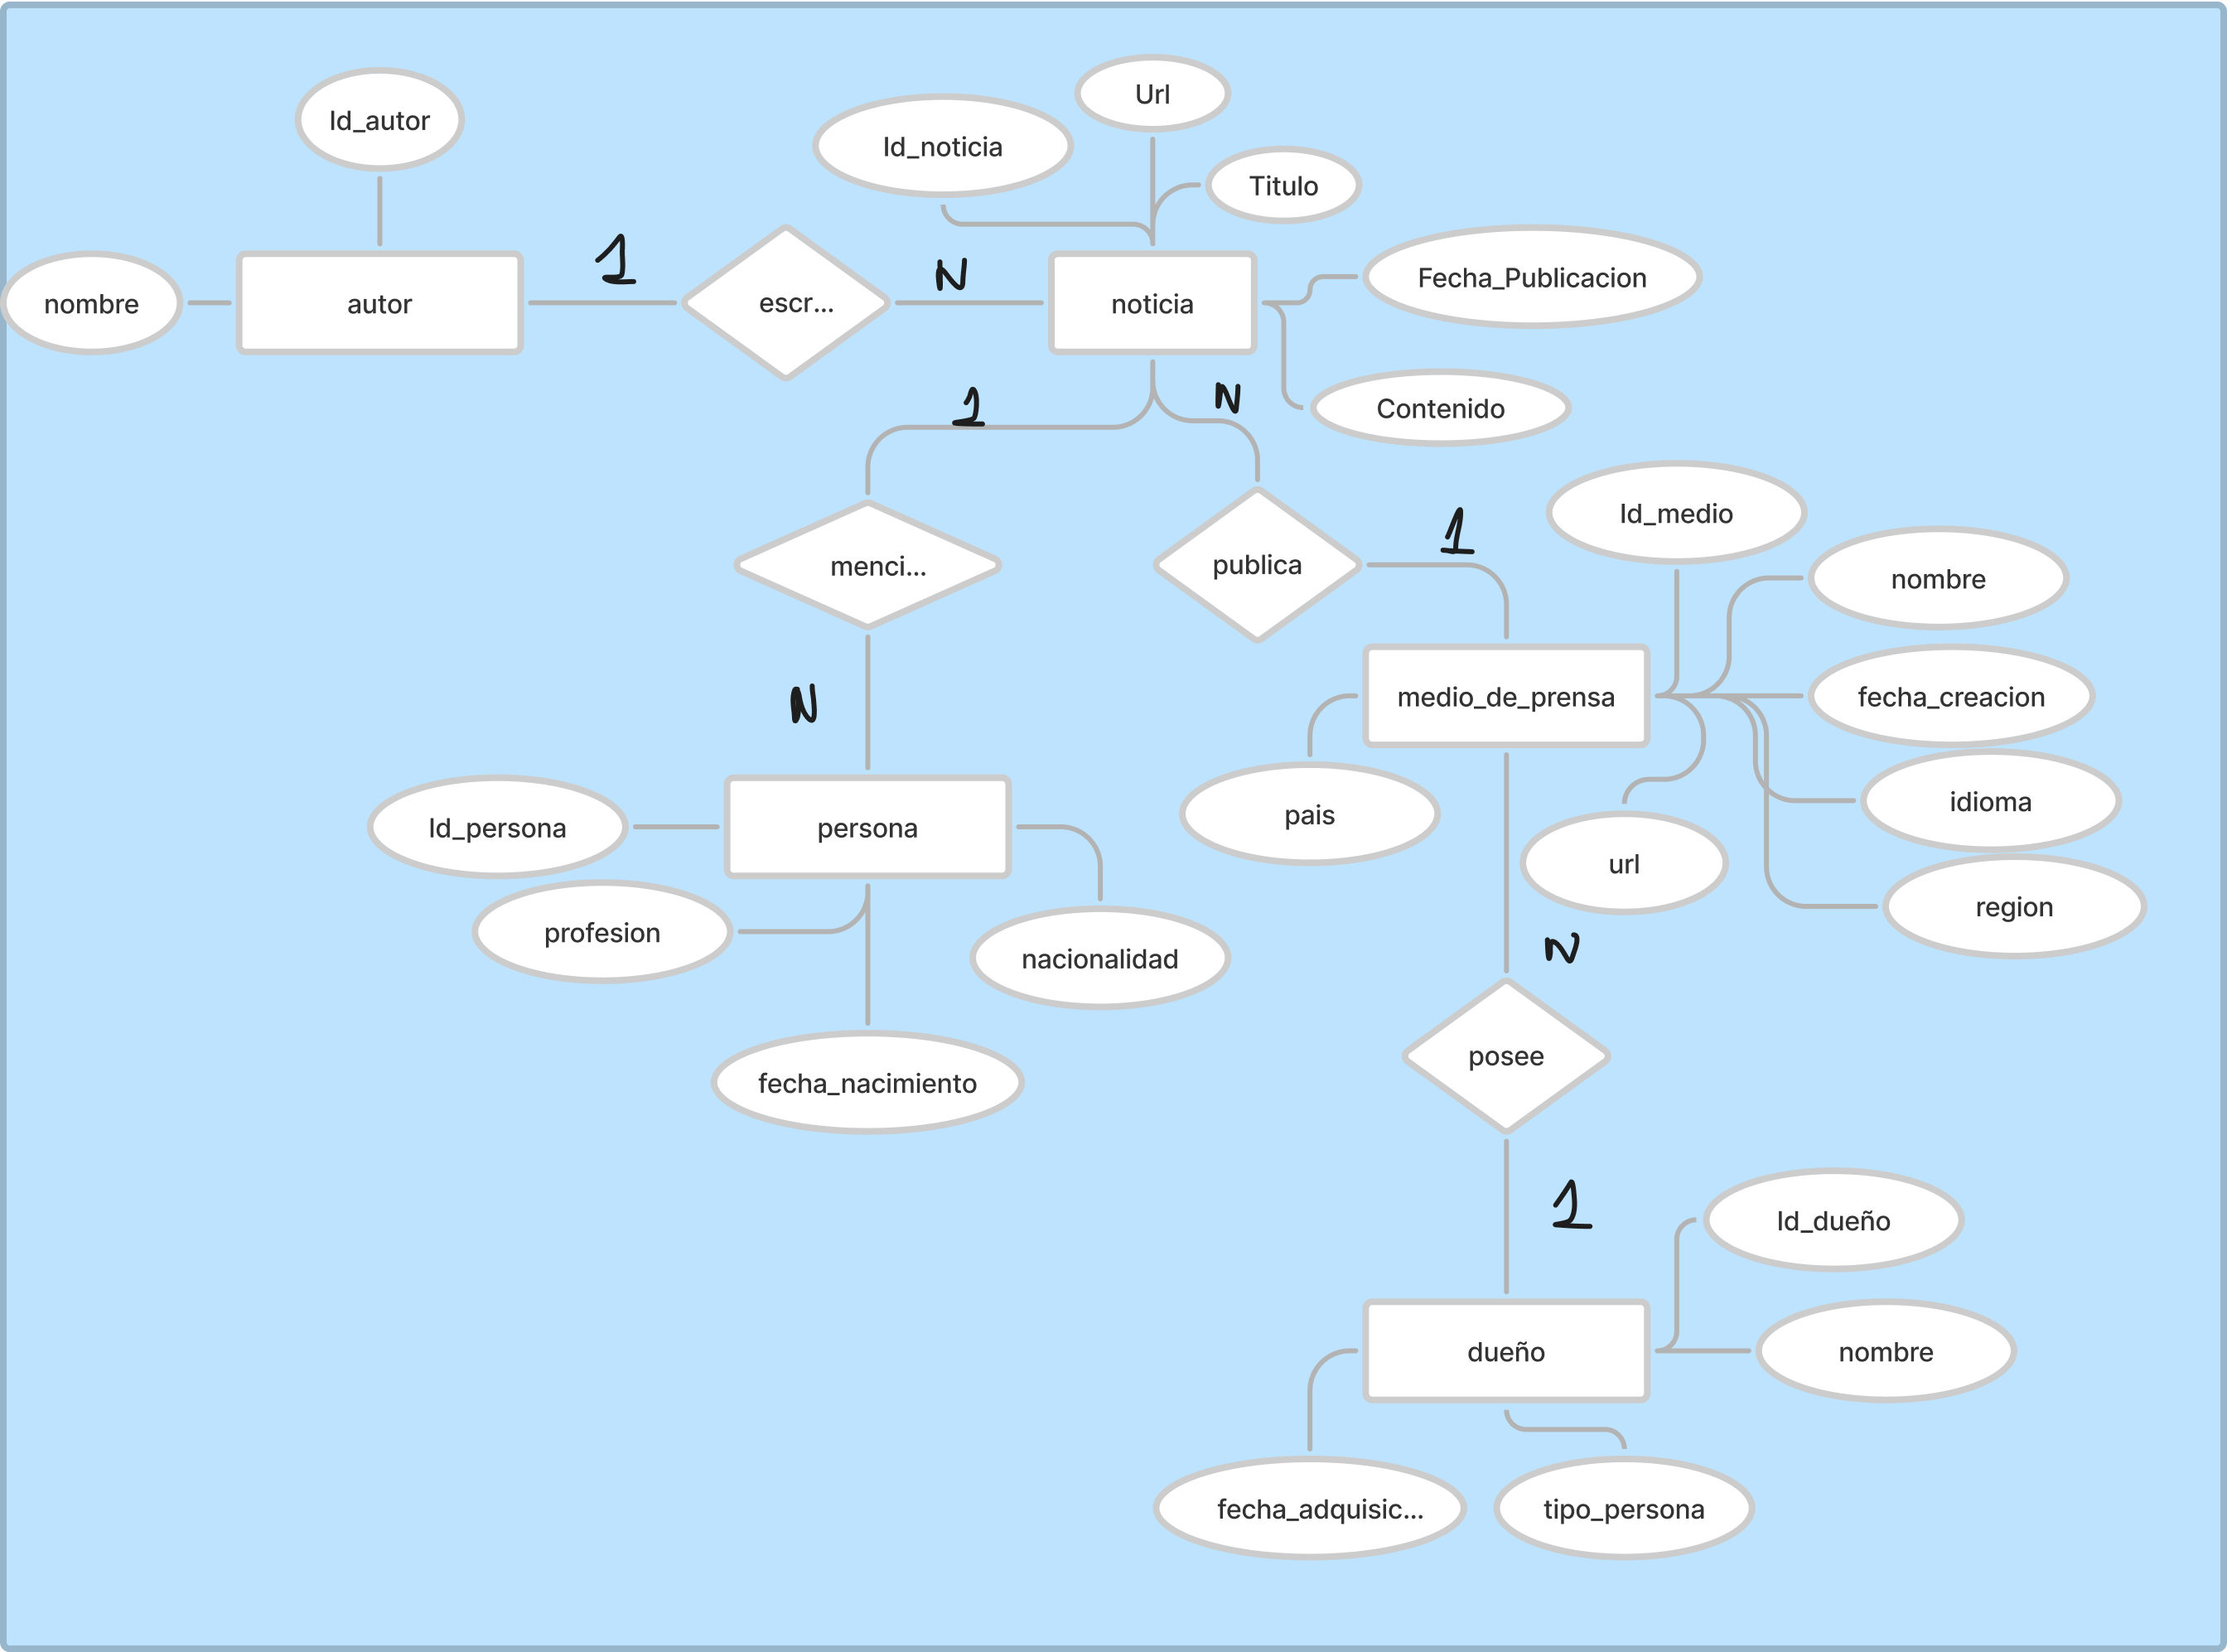 Url
Id_autor
Id_noticia
Titulo
1
N
Fecha_Publicacion
nombre
autor
escr...
noticia
1
N
Contenido
Id_medio
1
menci...
publica
nombre
N
medio_de_prensa
fecha_creacion
pais
idioma
Id_persona
persona
url
region
profesion
nacionalidad
N
posee
fecha_nacimiento
1
Id_dueño
dueño
nombre
fecha_adquisic...
tipo_persona